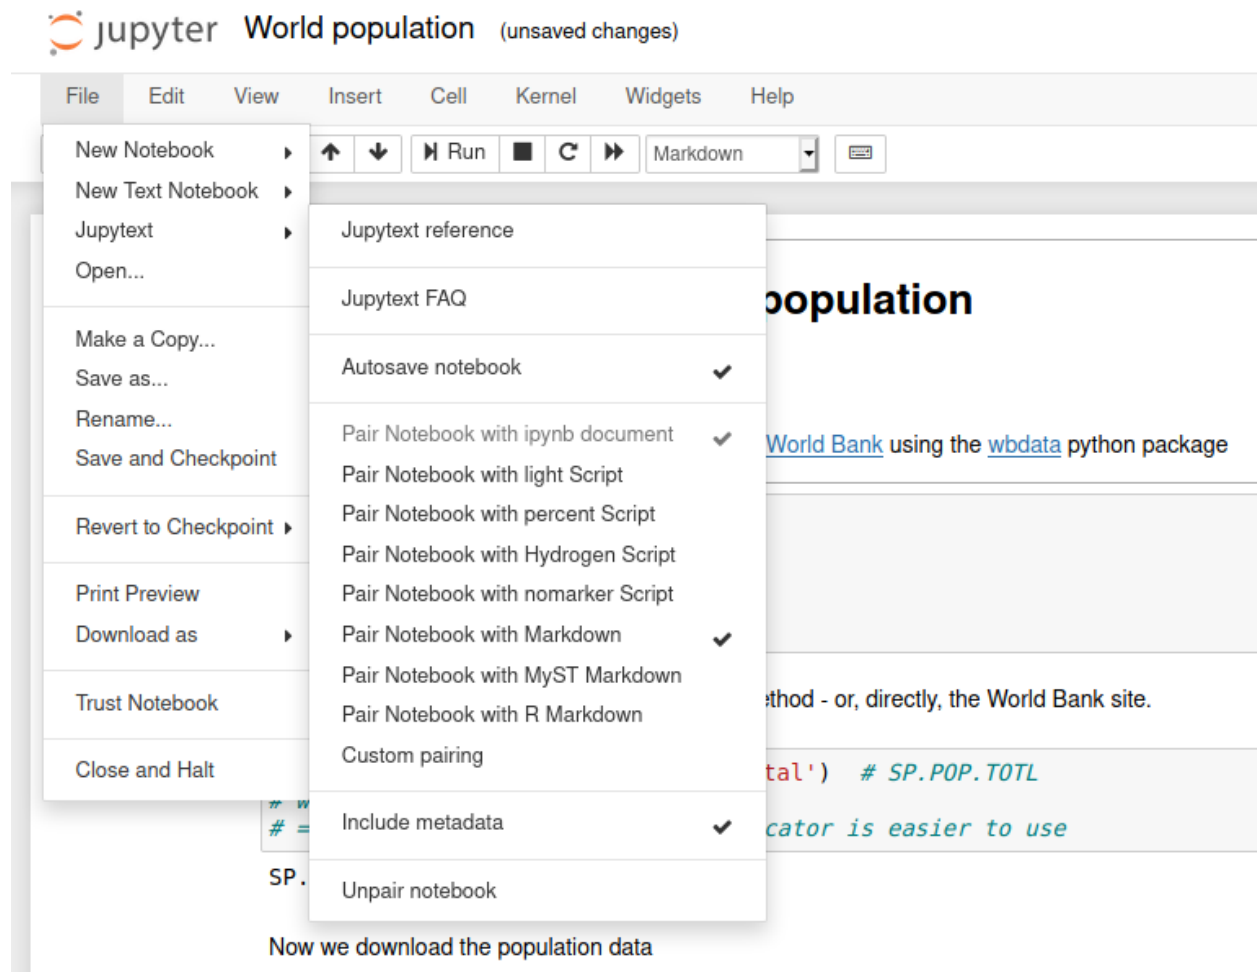 jupyter World population (unsaved changes)
File Edit View Insert Cell Kernel Widgets Help
Run Markdown
New Notebook
New Text Notebook
Jupytext
Open...
Make a Copy...
Save as...
Rename...
Save and Checkpoint
Revert to Checkpoint
Print Preview
Download as
Trust Notebook
Close and Halt
Jupytext reference
Jupytext FAQ
Autosave notebook
Pair Notebook with ipynb document
Pair Notebook with light Script
Pair Notebook with percent Script
Pair Notebook with Hydrogen Script
Pair Notebook with nomarker Script
Pair Notebook with Markdown
Pair Notebook with MyST Markdown
Pair Notebook with R Markdown
Custom pairing
Include metadata
Unpair notebook
population
World Bank using the wbdata python package
- or, directly, the World Bank site.
tal') # SP.POP.TOTL
# w
# = cator is easier to use
SP.
Now we download the population data